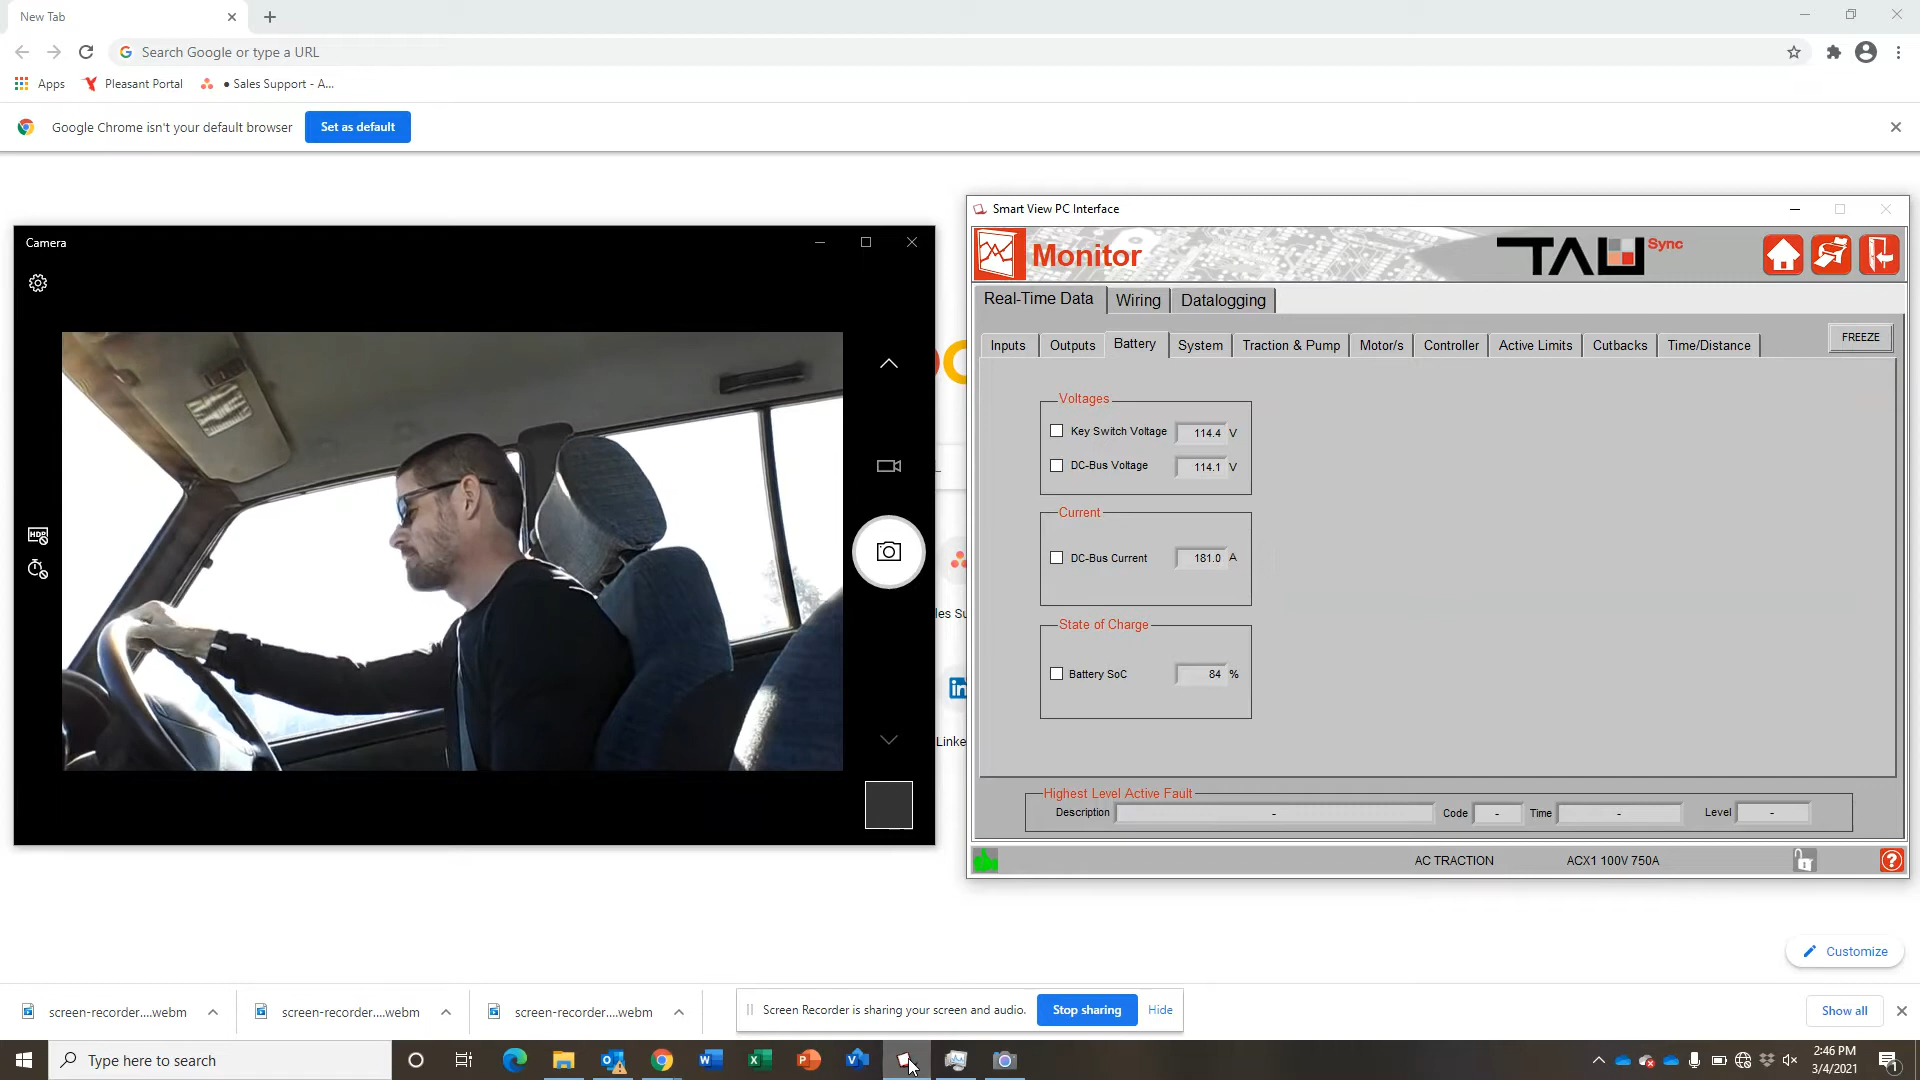 New Tab
Search Google or type a URL
Apps
Pleasant Portal
• Sales Support - A...
Google Chrome isn't your default browser
Set as default
Camera
Smart View PC Interface
Monitor
TAU Sync
Real-Time Data
Wiring
Datalogging
Inputs
Outputs
Battery
System
Traction & Pump
Motor/s
Controller
Active Limits
Cutbacks
Time/Distance
FREEZE
Voltages
Key Switch Voltage 114.4 V
DC-Bus Voltage 114.1 V
Current
DC-Bus Current 181.0 A
State of Charge
Battery SoC 84 %
les Su
in
Linke
Highest Level Active Fault
Description - Code - Time - Level -
AC TRACTION
ACX1 100V 750A
?
Customize
screen-recorder....webm
screen-recorder....webm
screen-recorder....webm
Screen Recorder is sharing your screen and audio.
Stop sharing
Hide
Show all
Type here to search
2:46 PM
3/4/2021